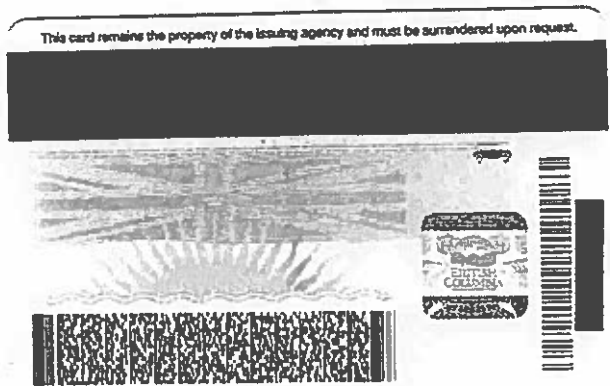 This card remains the property of the issuing agency and must be surrendered upon request.
BRITISH
COLUMBIA